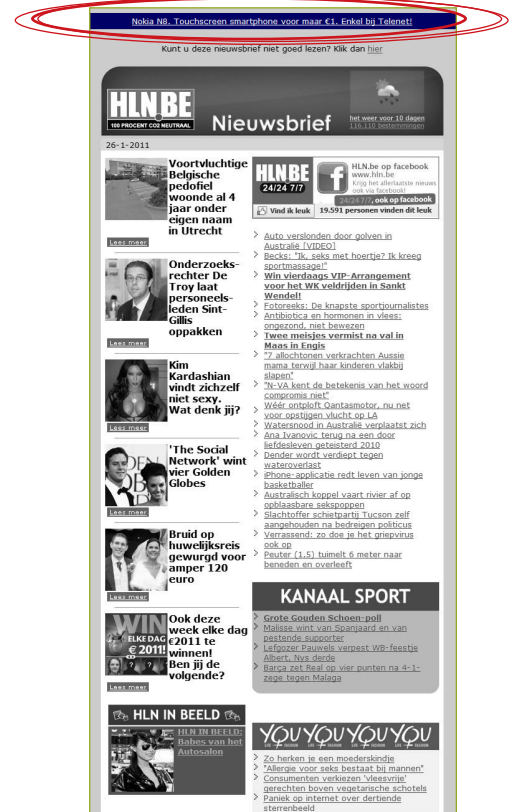 Nokia N8. Touchscreen smartphone voor maar €1. Enkel bij Telenet!
Kunt u deze nieuwsbrief niet goed lezen? Klik dan hier
HLN.BE
100 PROCENT CO2 NEUTRAAL
Nieuwsbrief
het weer voor 10 dagen
116.110 bestemmingen
26-1-2011
Voortvluchtige
Belgische
pedofiel
woonde al 4
jaar onder
eigen naam
in Utrecht
Lees meer
Onderzoeks-
rechter De
Troy laat
personeels-
leden Sint-
Gillis
oppakken
Lees meer
Kim
Kardashian
vindt zichzelf
niet sexy.
Wat denk jij?
Lees meer
'The Social
Network' wint
vier Golden
Globes
Lees meer
Bruid op
huwelijksreis
gewurgd voor
amper 120
euro
Lees meer
WIN
ELKE DAG
€ 2011!
Ook deze
week elke dag
€2011 te
winnen!
Ben jij de
volgende?
Lees meer
HLN IN BEELD
HLN IN BEELD:
Babes van het
Autosalon
HLN.BE
24/24 7/7
HLN.be op facebook
www.hln.be
Krijg het allerlaatste nieuws
ook via facebook!
24/24 7/7, ook op facebook
Vind ik leuk
19.591 personen vinden dit leuk
Auto verslonden door golven in
Australië [VIDEO]
Becks: "Ik, seks met hoertje? Ik kreeg
sportmassage!"
Win vierdaags VIP-Arrangement
voor het WK veldrijden in Sankt
Wendel!
Fotoreeks: De knapste sportjournalistes
Antibiotica en hormonen in vlees:
ongezond, niet bewezen
Twee meisjes vermist na val in
Maas in Engis
"7 allochtonen verkrachten Aussie
mama terwijl haar kinderen vlakbij
slapen"
"N-VA kent de betekenis van het woord
compromis niet"
Wéér ontploft Qantasmotor, nu net
voor opstijgen vlucht op LA
Watersnood in Australië verplaatst zich
Ana Ivanovic terug na een door
liefdesleven geteisterd 2010
Dender wordt verdiept tegen
wateroverlast
iPhone-applicatie redt leven van jonge
basketballer
Australisch koppel vaart rivier af op
opblaasbare sekspoppen
Slachtoffer schietpartij Tucson zelf
aangehouden na bedreigen politicus
Verrassend: zo doe je het griepvirus
ook op
Peuter (1,5) tuimelt 6 meter naar
beneden en overleeft
KANAAL SPORT
Grote Gouden Schoen-poll
Malisse wint van Spanjaard en van
pestende supporter
Lefgozer Pauwels verpest WB-feestje
Albert, Nys derde
Barça zet Real op vier punten na 4-1-
zege tegen Malaga
YOU YOU YOU YOU
Zo herken je een moederskindje
"Allergie voor seks bestaat bij mannen"
Consumenten verkiezen 'vleesvrije'
gerechten boven vegetarische schotels
Paniek op internet over dertiende
sterrenbeeld